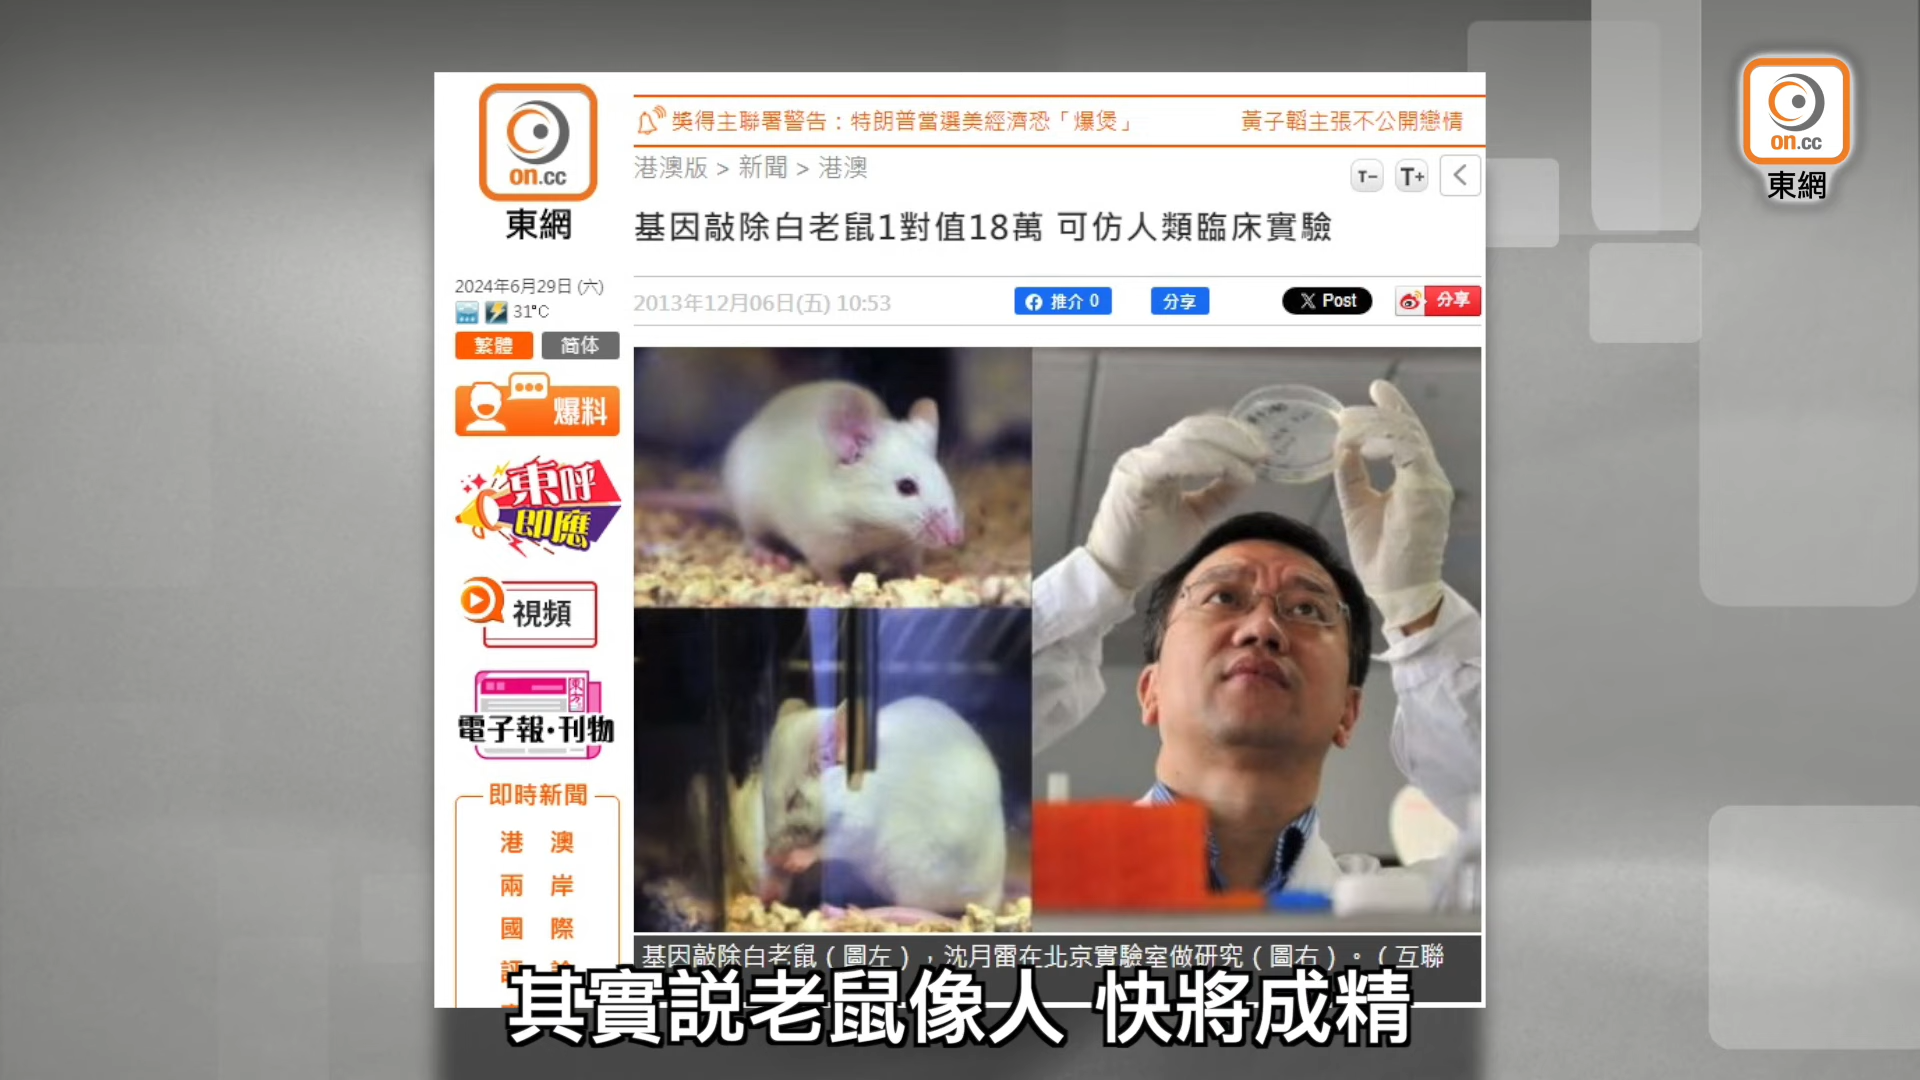 on.cc
東網
獎得主聯署警告：特朗普當選美經濟恐「爆煲」
黃子韜主張不公開戀情
港澳版 > 新聞 > 港澳
T-
T+
基因敲除白老鼠1對值18萬 可仿人類臨床實驗
2024年6月29日 (六)
31°C
繁體
简体
2013年12月06日(五) 10:53
推介 0
分享
X Post
分享
爆料
東呼
即應
視頻
東方
電子報·刊物
即時新聞
港 澳
兩 岸
國 際
評 論
基因敲除白老鼠（圖左），沈月雷在北京實驗室做研究（圖右）。（互聯
其實説老鼠像人 快將成精
on.cc
東網